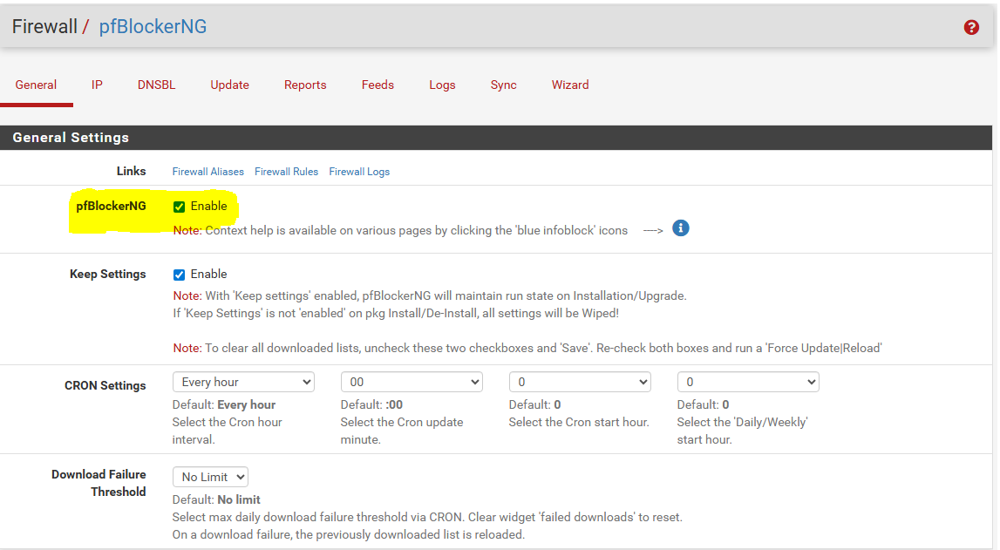 Firewall / pfBlockerNG ?
General IP DNSBL Update Reports Feeds Logs Sync Wizard
General Settings
Links Firewall Aliases Firewall Rules Firewall Logs
pfBlockerNG Enable
Note: Context help is available on various pages by clicking the 'blue infoblock' icons ----> i
Keep Settings Enable
Note: With 'Keep settings' enabled, pfBlockerNG will maintain run state on Installation/Upgrade.
If 'Keep Settings' is not 'enabled' on pkg Install/De-Install, all settings will be Wiped!
Note: To clear all downloaded lists, uncheck these two checkboxes and 'Save'. Re-check both boxes and run a 'Force Update|Reload'
CRON Settings Every hour 00 0 0
Default: Every hour Default: :00 Default: 0 Default: 0
Select the Cron hour Select the Cron update Select the Cron start hour. Select the 'Daily/Weekly'
interval. minute. start hour.
Download Failure No Limit
Threshold
Default: No limit
Select max daily download failure threshold via CRON. Clear widget 'failed downloads' to reset.
On a download failure, the previously downloaded list is reloaded.